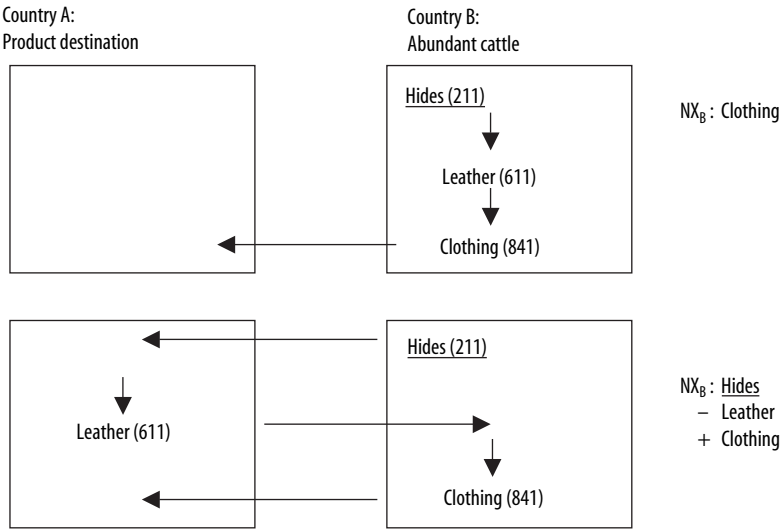 Country A:
Product destination
Country B:
Abundant cattle
Hides (211)
Leather (611)
Clothing (841)
NX_B : Clothing
Hides (211)
Leather (611)
Clothing (841)
NX_B : Hides
– Leather
+ Clothing